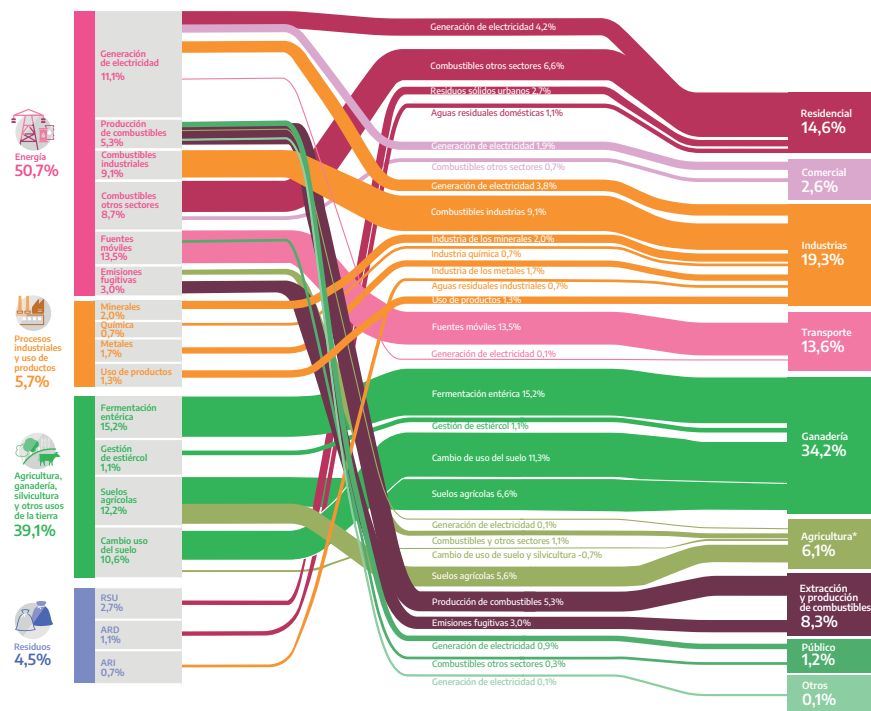 Energía
50,7%
Generación
de electricidad
11,1%
Producción
de combustibles
5,3%
Combustibles
industriales
9,1%
Combustibles
otros sectores
8,7%
Fuentes
móviles
13,5%
Emisiones
fugitivas
3,0%
Procesos
industriales
y uso de
productos
5,7%
Minerales
2,0%
Química
0,7%
Metales
1,7%
Uso de productos
1,3%
Agricultura,
ganadería,
silvicultura
y otros usos
de la tierra
39,1%
Fermentación
entérica
15,2%
Gestión
de estiércol
1,1%
Suelos
agrícolas
12,2%
Cambio uso
del suelo
10,6%
Residuos
4,5%
RSU
2,7%
ARD
1,1%
ARI
0,7%
Generación de electricidad 4,2%
Combustibles otros sectores 6,6%
Residuos sólidos urbanos 2,7%
Aguas residuales domésticas 1,1%
Generación de electricidad 1,9%
Combustibles otros sectores 0,7%
Generación de electricidad 3,8%
Combustibles industrias 9,1%
Industria de los minerales 2,0%
Industria química 0,7%
Industria de los metales 1,7%
Aguas residuales industriales 0,7%
Uso de productos 1,3%
Fuentes móviles 13,5%
Generación de electricidad 0,1%
Fermentación entérica 15,2%
Gestión de estiércol 1,1%
Cambio de uso del suelo 11,3%
Suelos agrícolas 6,6%
Generación de electricidad 0,1%
Combustibles y otros sectores 1,1%
Cambio de uso de suelo y silvicultura -0,7%
Suelos agrícolas 5,6%
Producción de combustibles 5,3%
Emisiones fugitivas 3,0%
Generación de electricidad 0,9%
Combustibles otros sectores 0,3%
Generación de electricidad 0,1%
Residencial
14,6%
Comercial
2,6%
Industrias
19,3%
Transporte
13,6%
Ganadería
34,2%
Agricultura*
6,1%
Extracción
y producción
de combustibles
8,3%
Público
1,2%
Otros
0,1%